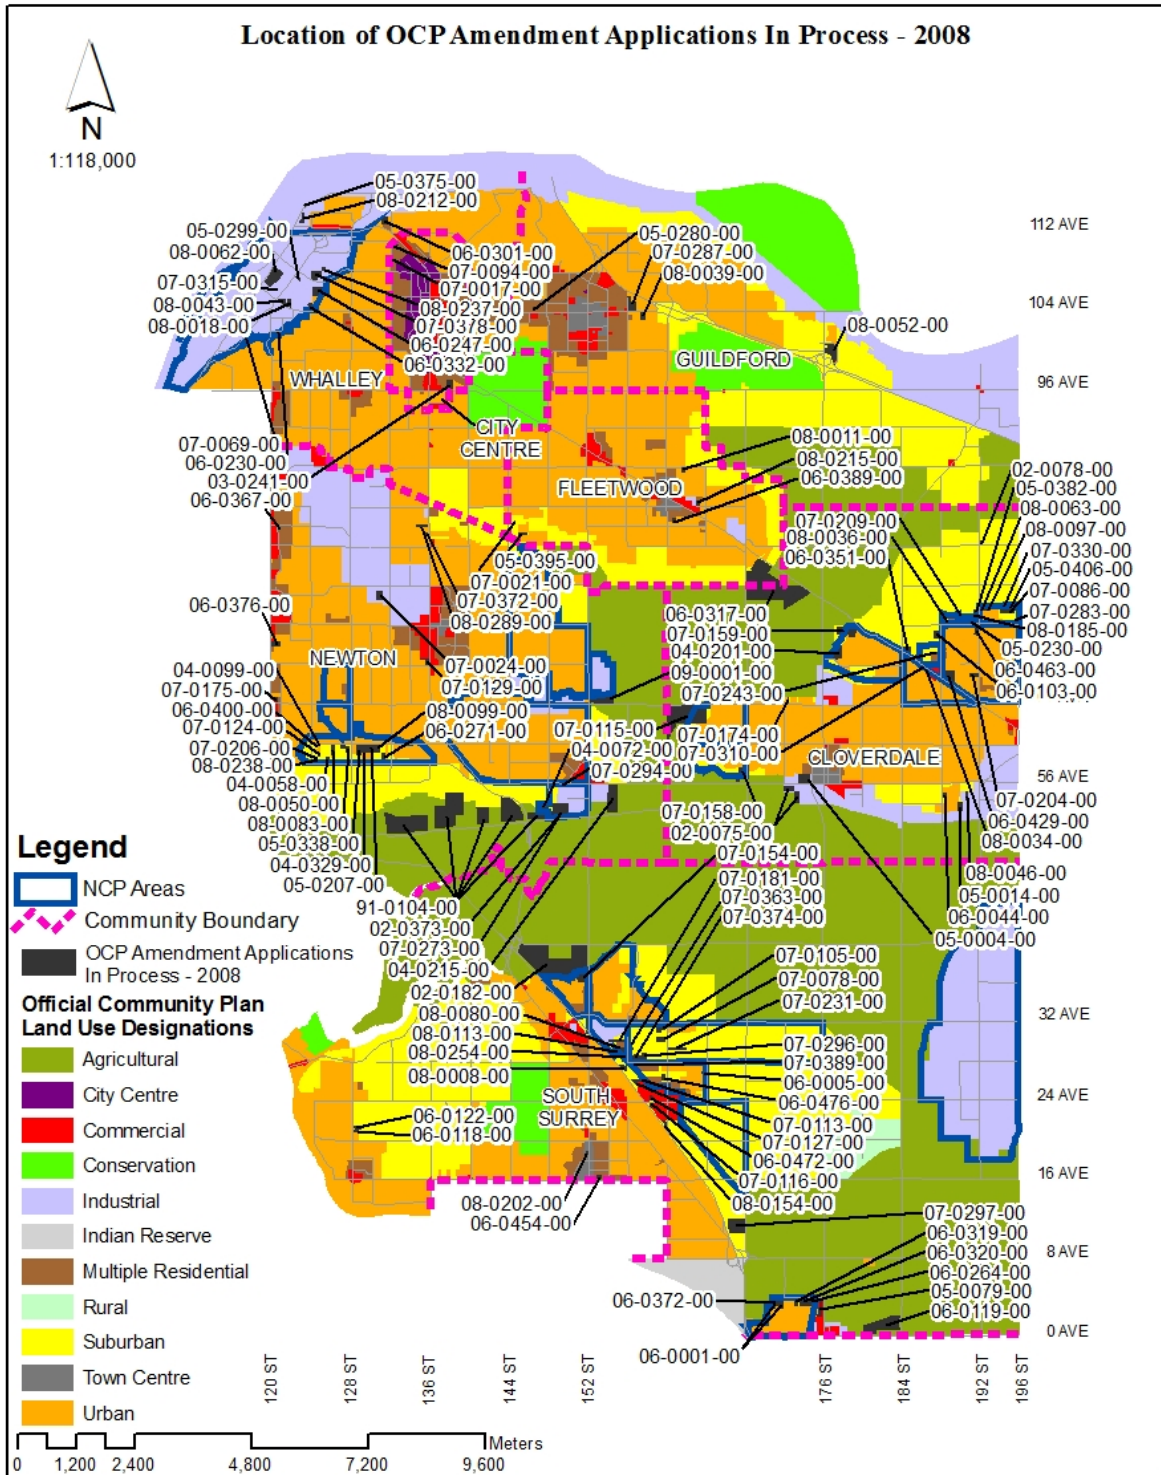 Location of OCP Amendment Applications In Process - 2008
N
1:118,000
05-0375-00
08-0212-00
05-0299-00
08-0062-00
07-0315-00
08-0043-00
08-0018-00
06-0301-00
07-0094-00
07-0017-00
08-0237-00
07-0378-00
06-0247-00
06-0332-00
05-0280-00
07-0287-00
08-0039-00
08-0052-00
112 AVE
104 AVE
96 AVE
WHALLEY
GUILDFORD
CITY
CENTRE
FLEETWOOD
07-0069-00
06-0230-00
03-0241-00
06-0367-00
08-0011-00
08-0215-00
06-0389-00
02-0078-00
05-0382-00
08-0063-00
08-0097-00
07-0330-00
05-0406-00
07-0086-00
07-0283-00
08-0185-00
05-0230-00
06-0463-00
06-0103-00
07-0209-00
08-0036-00
06-0351-00
05-0395-00
07-0021-00
07-0372-00
08-0289-00
06-0376-00
06-0317-00
07-0159-00
04-0201-00
09-0001-00
07-0243-00
NEWTON
07-0024-00
07-0129-00
04-0099-00
07-0175-00
06-0400-00
07-0124-00
07-0206-00
08-0238-00
04-0058-00
08-0050-00
08-0083-00
05-0338-00
04-0329-00
05-0207-00
08-0099-00
06-0271-00
07-0115-00
04-0072-00
07-0294-00
07-0174-00
07-0310-00
CLOVERDALE
56 AVE
07-0204-00
06-0429-00
08-0034-00
07-0158-00
02-0075-00
07-0154-00
07-0181-00
07-0363-00
07-0374-00
08-0046-00
05-0014-00
06-0044-00
05-0004-00
91-0104-00
02-0373-00
07-0273-00
04-0215-00
02-0182-00
08-0080-00
08-0113-00
08-0254-00
08-0008-00
07-0105-00
07-0078-00
07-0231-00
32 AVE
07-0296-00
07-0389-00
06-0005-00
06-0476-00
07-0113-00
07-0127-00
06-0472-00
07-0116-00
08-0154-00
24 AVE
SOUTH
SURREY
06-0122-00
06-0118-00
16 AVE
08-0202-00
06-0454-00
07-0297-00
06-0319-00
06-0320-00
06-0264-00
05-0079-00
06-0119-00
8 AVE
06-0372-00
06-0001-00
0 AVE
120 ST
128 ST
136 ST
144 ST
152 ST
176 ST
184 ST
192 ST
196 ST
Legend
NCP Areas
Community Boundary
OCP Amendment Applications
In Process - 2008
Official Community Plan
Land Use Designations
Agricultural
City Centre
Commercial
Conservation
Industrial
Indian Reserve
Multiple Residential
Rural
Suburban
Town Centre
Urban
Meters
0 1,200 2,400 4,800 7,200 9,600